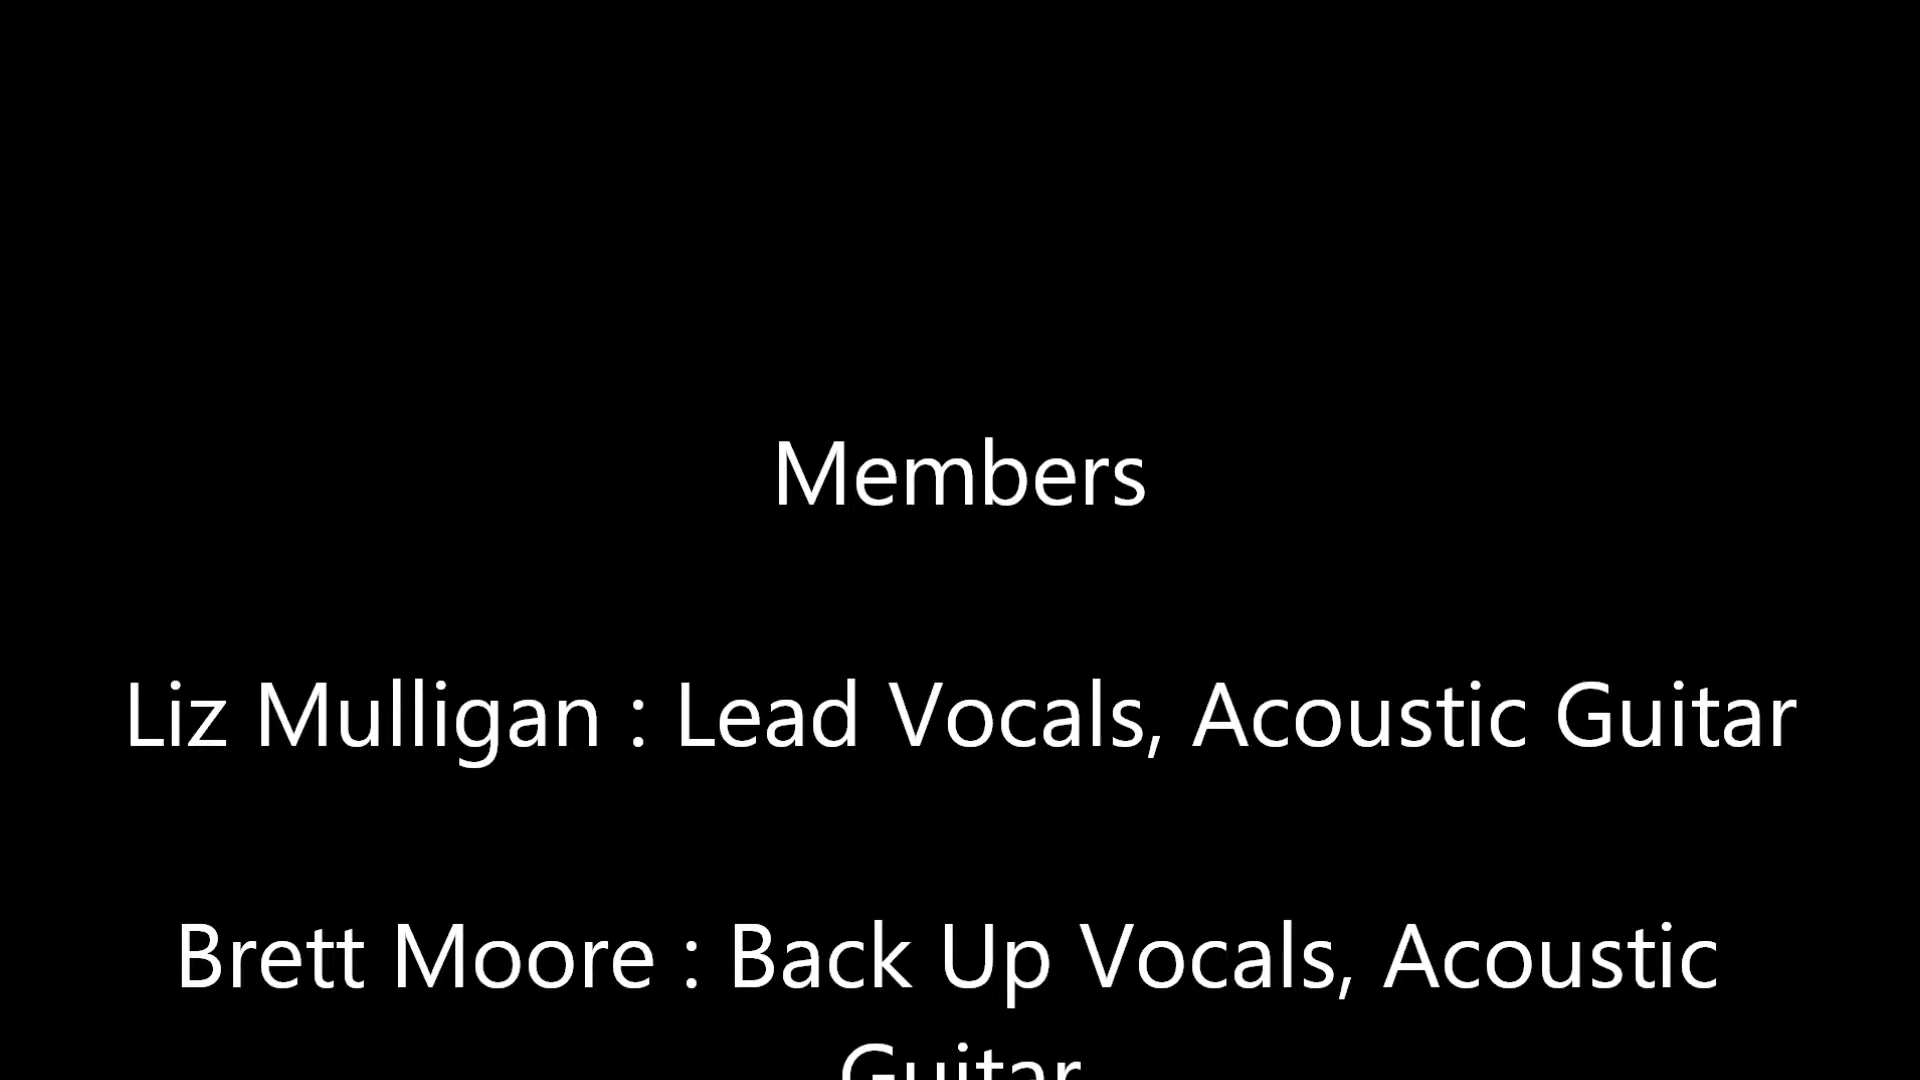 Members
Liz Mulligan : Lead Vocals, Acoustic Guitar
Brett Moore : Back Up Vocals, Acoustic
Guitar